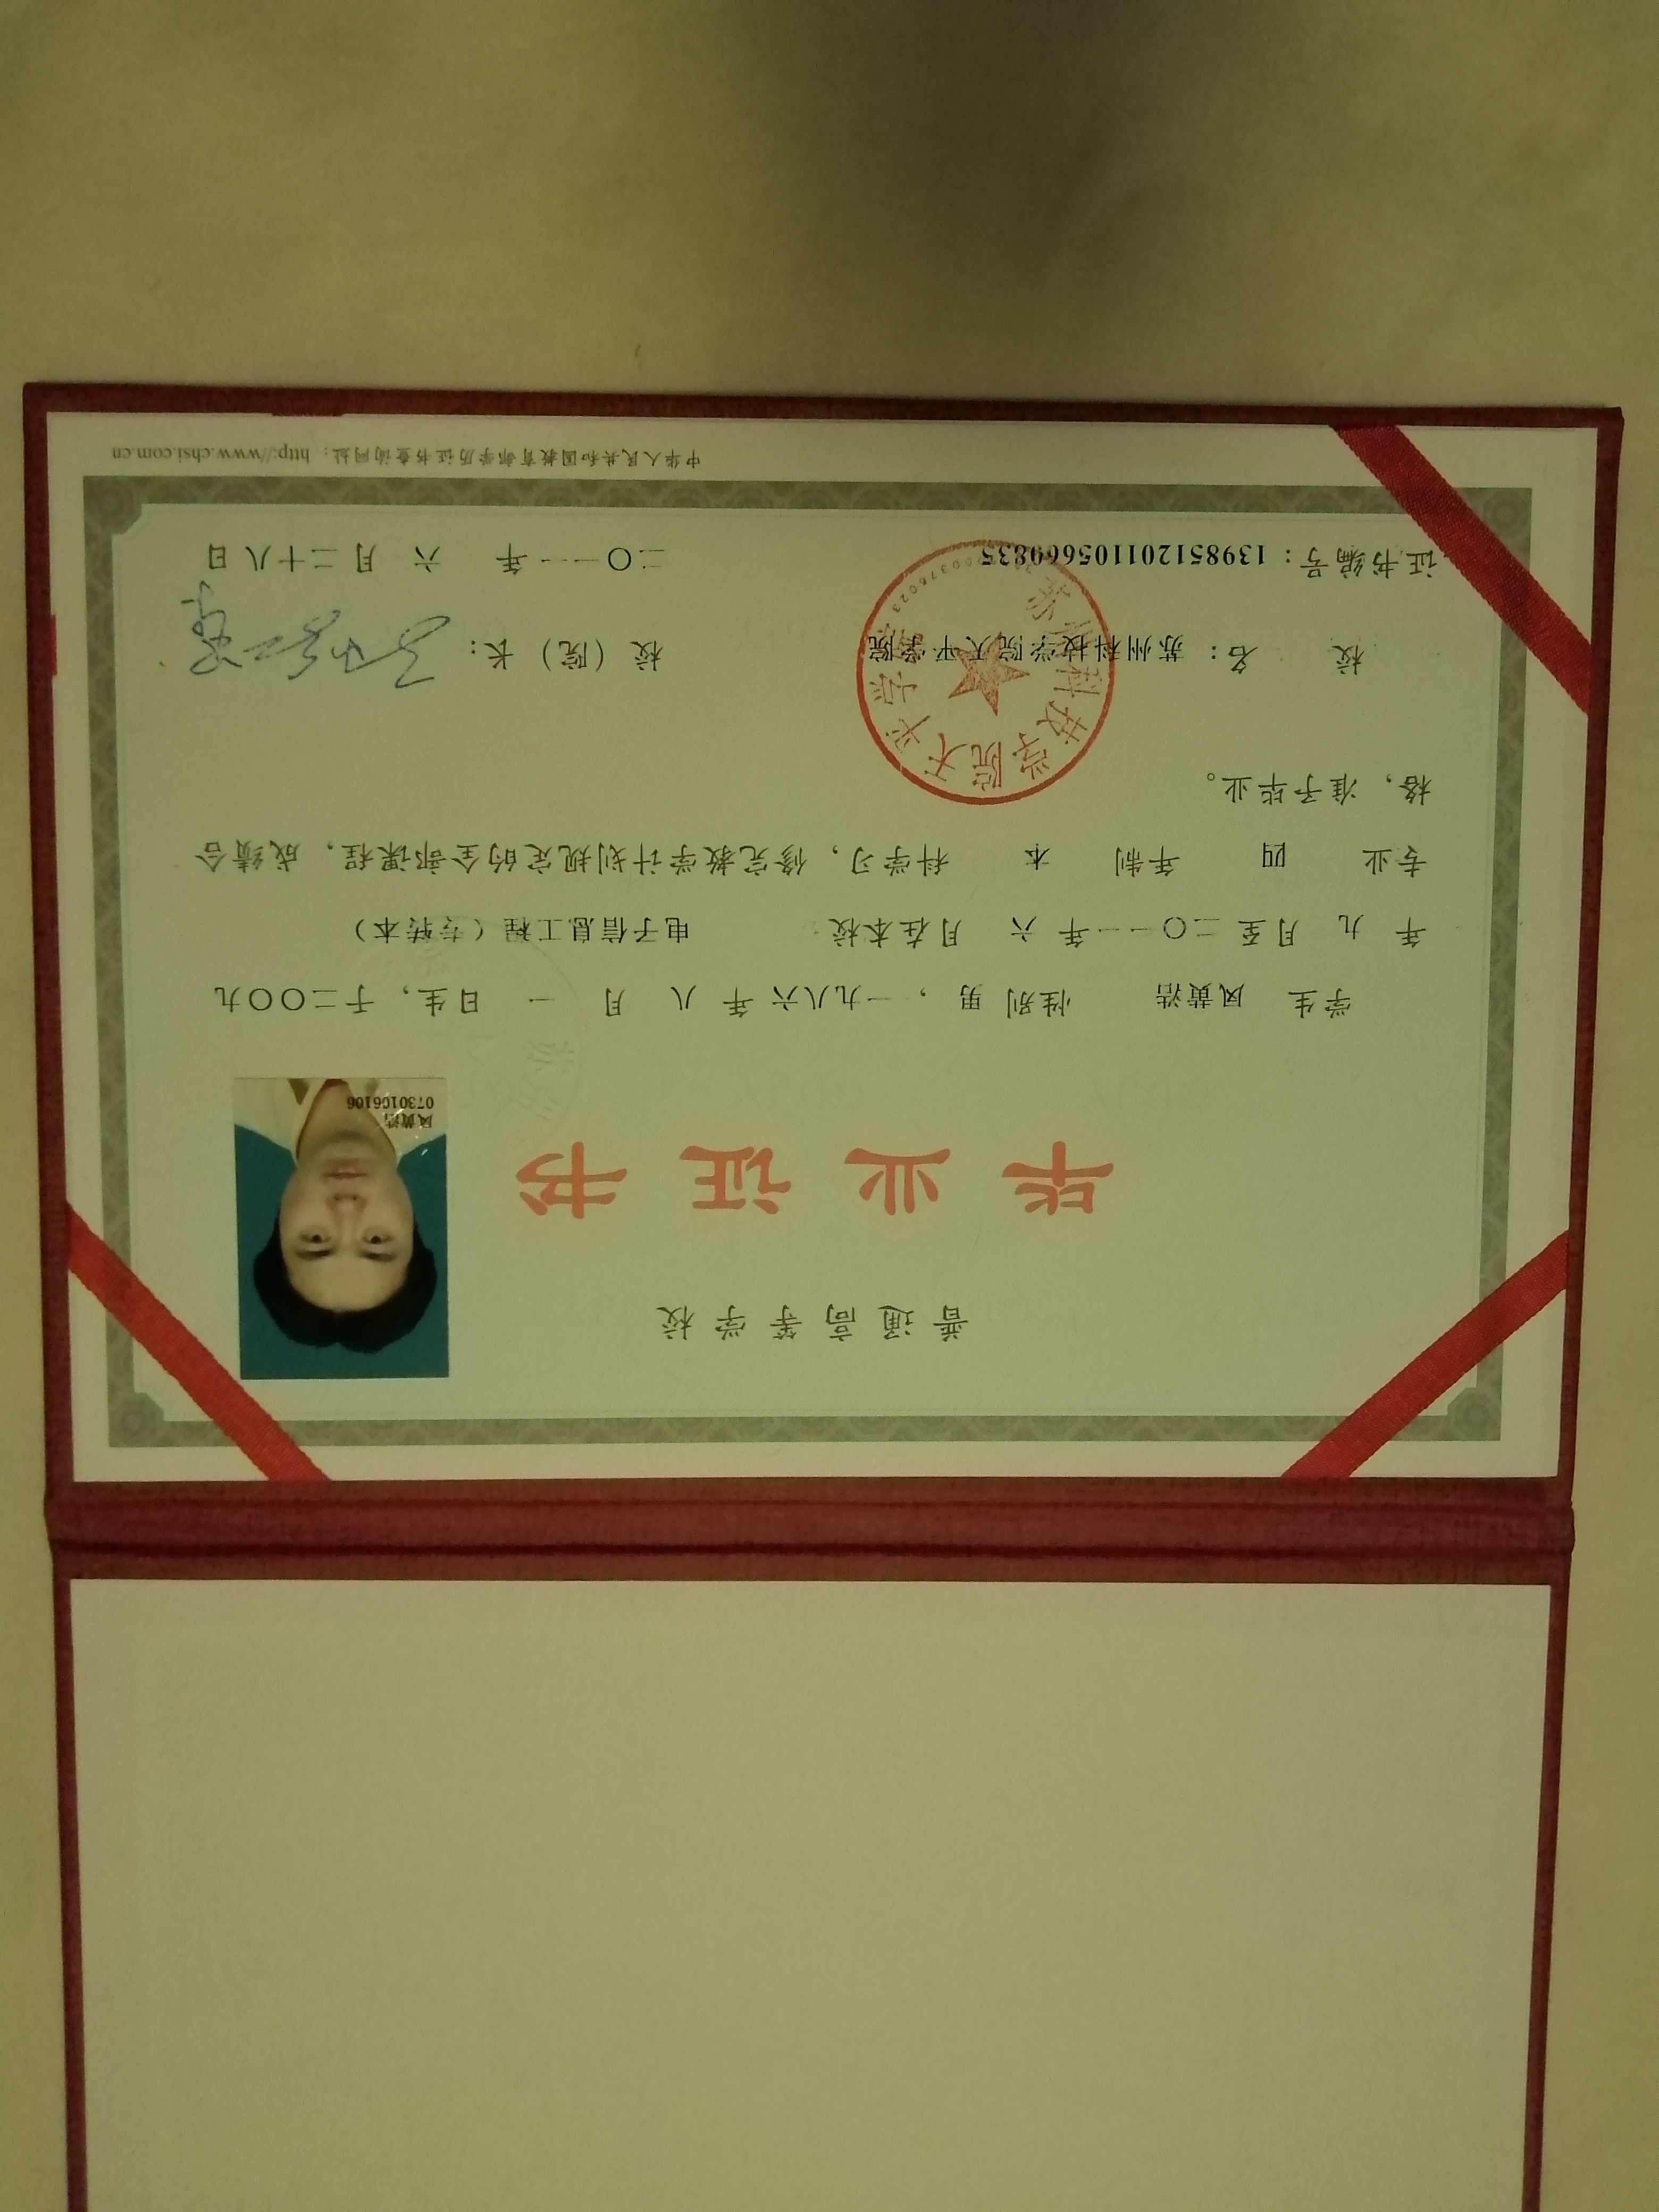 普通高等学校
毕业证书
凤黄浩
0730106106
学生 凤黄浩 性别 男 , 一九八六 年 八 月 一 日生, 于二〇〇九
年 九 月至 二〇一一年 六 月在本校 电子信息工程（专转本）
专业 四 年制 本 科学习, 修完教学计划规定的全部课程, 成绩合
格, 准予毕业。
苏州科技学院天平学院
校 名: 苏州科技学院天平学院
校（院）长:
证书编号: 139851201105660835
二〇一一年 六 月二十八日
中华人民共和国教育部学历证书查询网址: http://www.chsi.com.cn